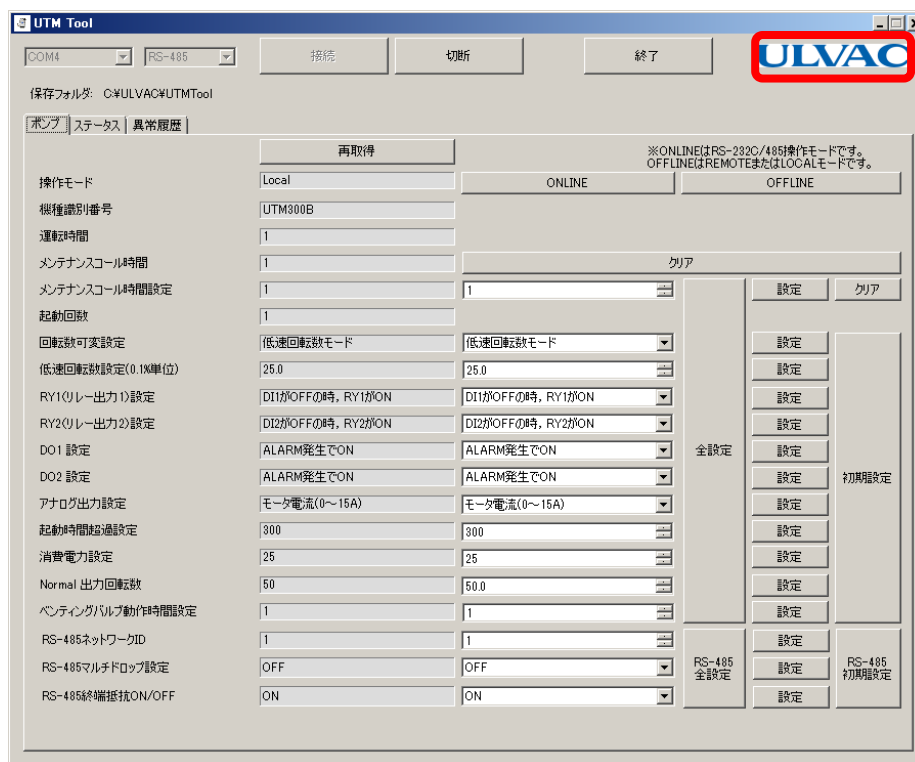 UTM Tool
COM4 RS-485 接続 切断 終了 ULVAC
保存フォルダ: C:¥ULVAC¥UTMTool
ポンプ ステータス 異常履歴
再取得 ※ONLINEはRS-232C/485操作モードです。
OFFLINEはREMOTEまたはLOCALモードです。
操作モード Local ONLINE OFFLINE
機種識別番号 UTM300B
運転時間 1
メンテナンスコール時間 1 クリア
メンテナンスコール時間設定 1 1 設定 クリア
起動回数 1
回転数可変設定 低速回転数モード 低速回転数モード 設定
低速回転数設定(0.1%単位) 25.0 25.0 設定
RY1(リレー出力1)設定 DI1がOFFの時, RY1がON DI1がOFFの時, RY1がON 設定
RY2(リレー出力2)設定 DI2がOFFの時, RY2がON DI2がOFFの時, RY2がON 設定
DO1 設定 ALARM発生でON ALARM発生でON 全設定 設定
DO2 設定 ALARM発生でON ALARM発生でON 設定 初期設定
アナログ出力設定 モータ電流(0～15A) モータ電流(0～15A) 設定
起動時間超過設定 300 300 設定
消費電力設定 25 25 設定
Normal 出力回転数 50 50.0 設定
ベンティングバルブ動作時間設定 1 1 設定
RS-485ネットワークID 1 1 設定
RS-485マルチドロップ設定 OFF OFF RS-485 全設定 設定 RS-485 初期設定
RS-485終端抵抗ON/OFF ON ON 設定